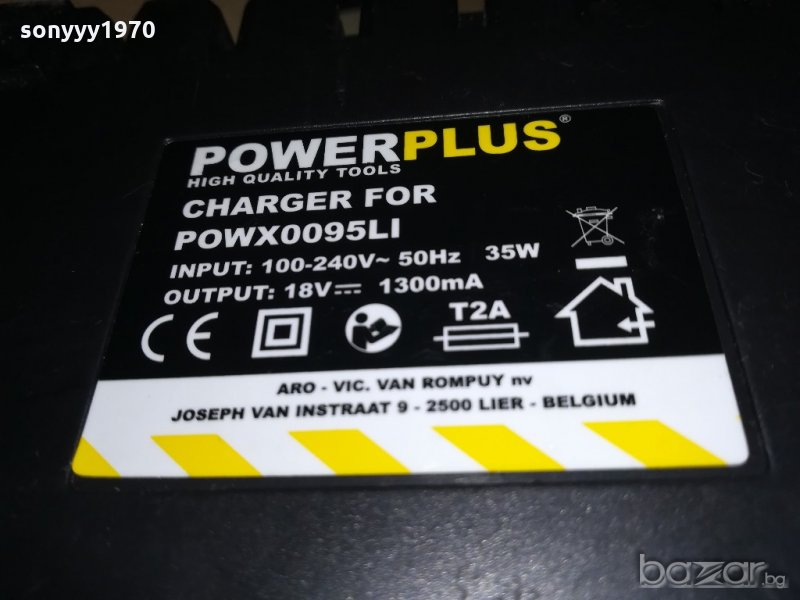 sonyyy1970
POWERPLUS®
HIGH QUALITY TOOLS
CHARGER FOR
POWX0095LI
INPUT: 100-240V~ 50Hz 35W
OUTPUT: 18V⎓ 1300mA
CE
T2A
ARO - VIC. VAN ROMPUY nv
JOSEPH VAN INSTRAAT 9 - 2500 LIER - BELGIUM
bazar.bg